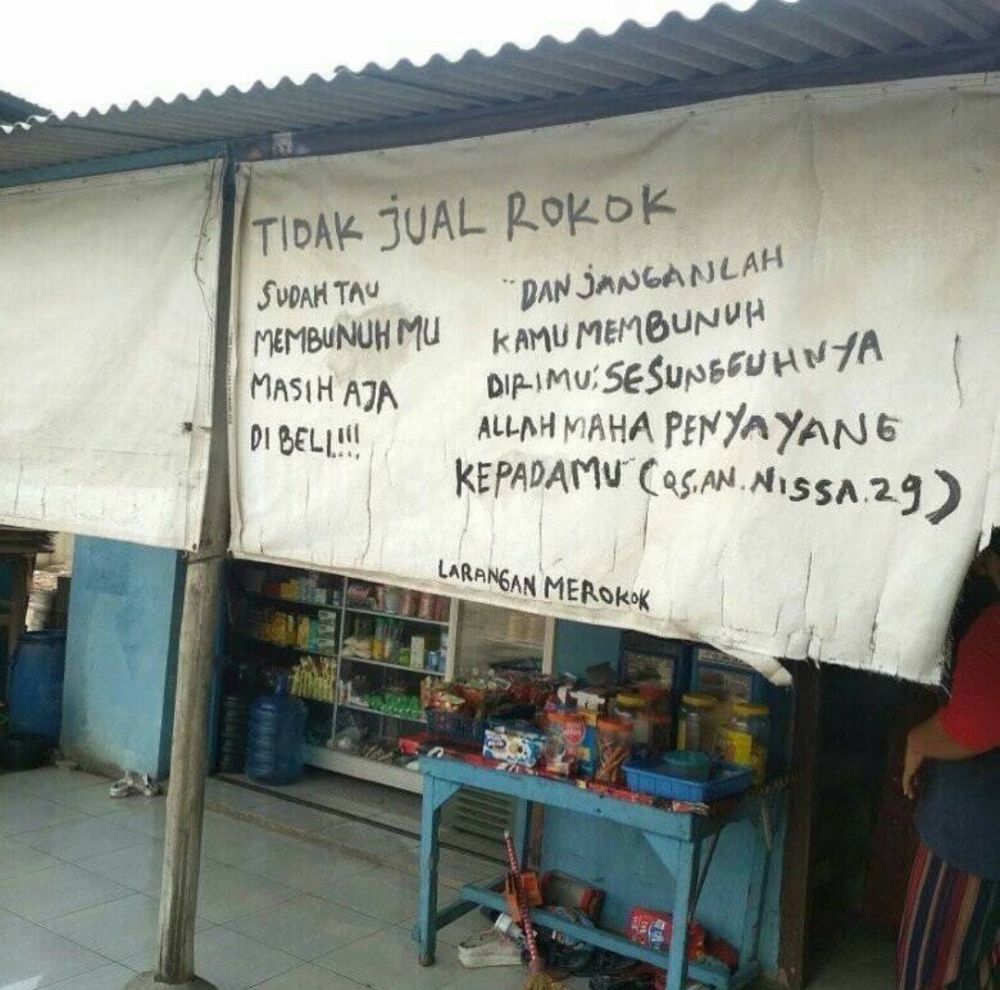 TIDAK JUAL ROKOK
SUDAH TAU
MEMBUNUH MU
MASIH AJA
DI BELI!!!
"DAN JANGANLAH
KAMU MEMBUNUH
DIRIMU; SESUNGGUHNYA
ALLAH MAHA PENYAYANG
KEPADAMU" (QS.AN.NISSA.29)
LARANGAN MEROKOK